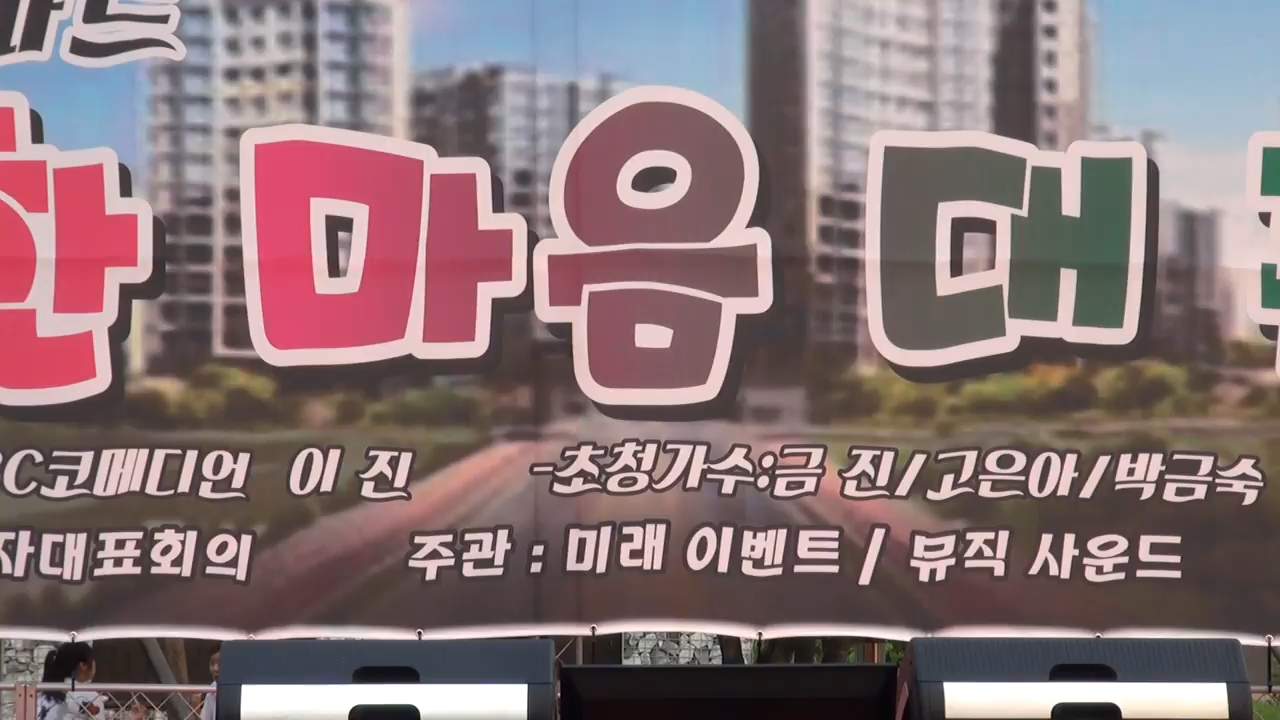 한 마음 대
C코메디언 이 진 -초청가수:금 진/고은아/박금숙
자대표회의 주관 : 미래 이벤트 / 뮤직 사운드